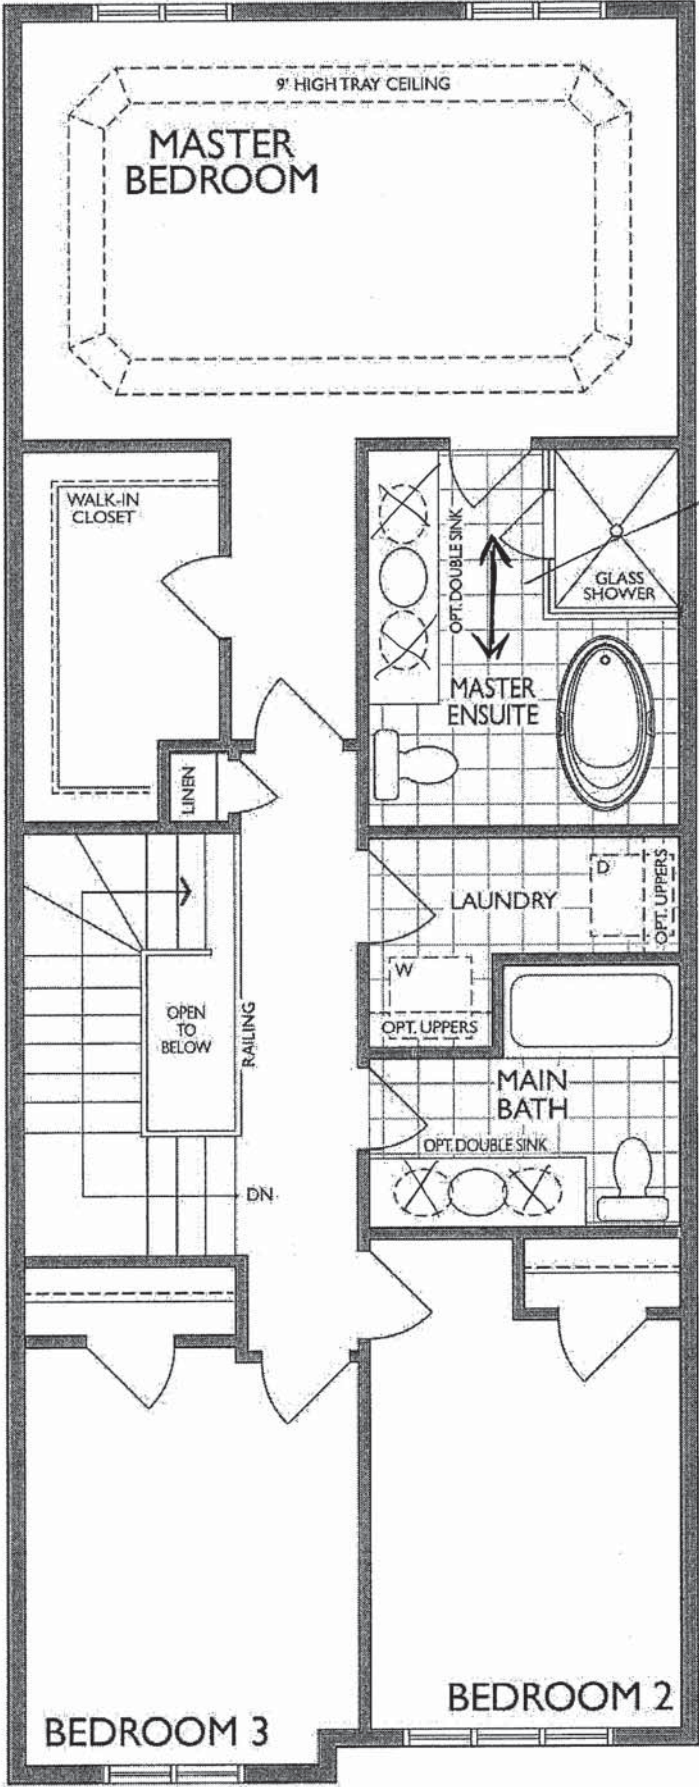 9' HIGH TRAY CEILING
MASTER
BEDROOM
WALK-IN
CLOSET
OPT. DOUBLE SINK
GLASS
SHOWER
MASTER
ENSUITE
LINEN
LAUNDRY
D
OPT. UPPERS
W
OPT. UPPERS
OPEN
TO
BELOW
RAILING
MAIN
BATH
OPT. DOUBLE SINK
DN
BEDROOM 2
BEDROOM 3